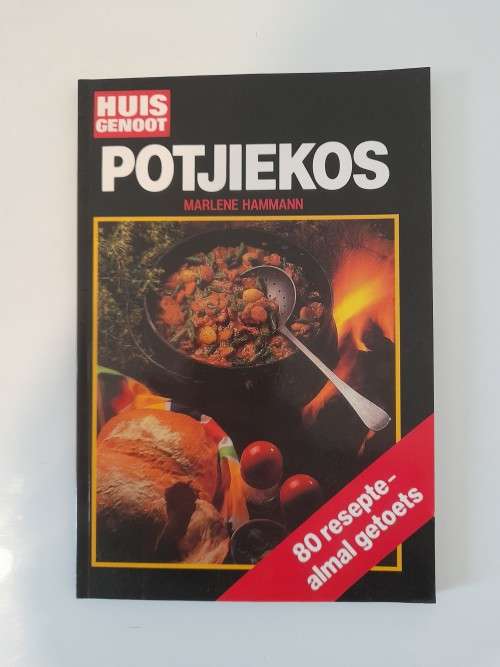 HUIS
GENOOT
POTJIEKOS
MARLENE HAMMANN
80 resepte–
almal getoets